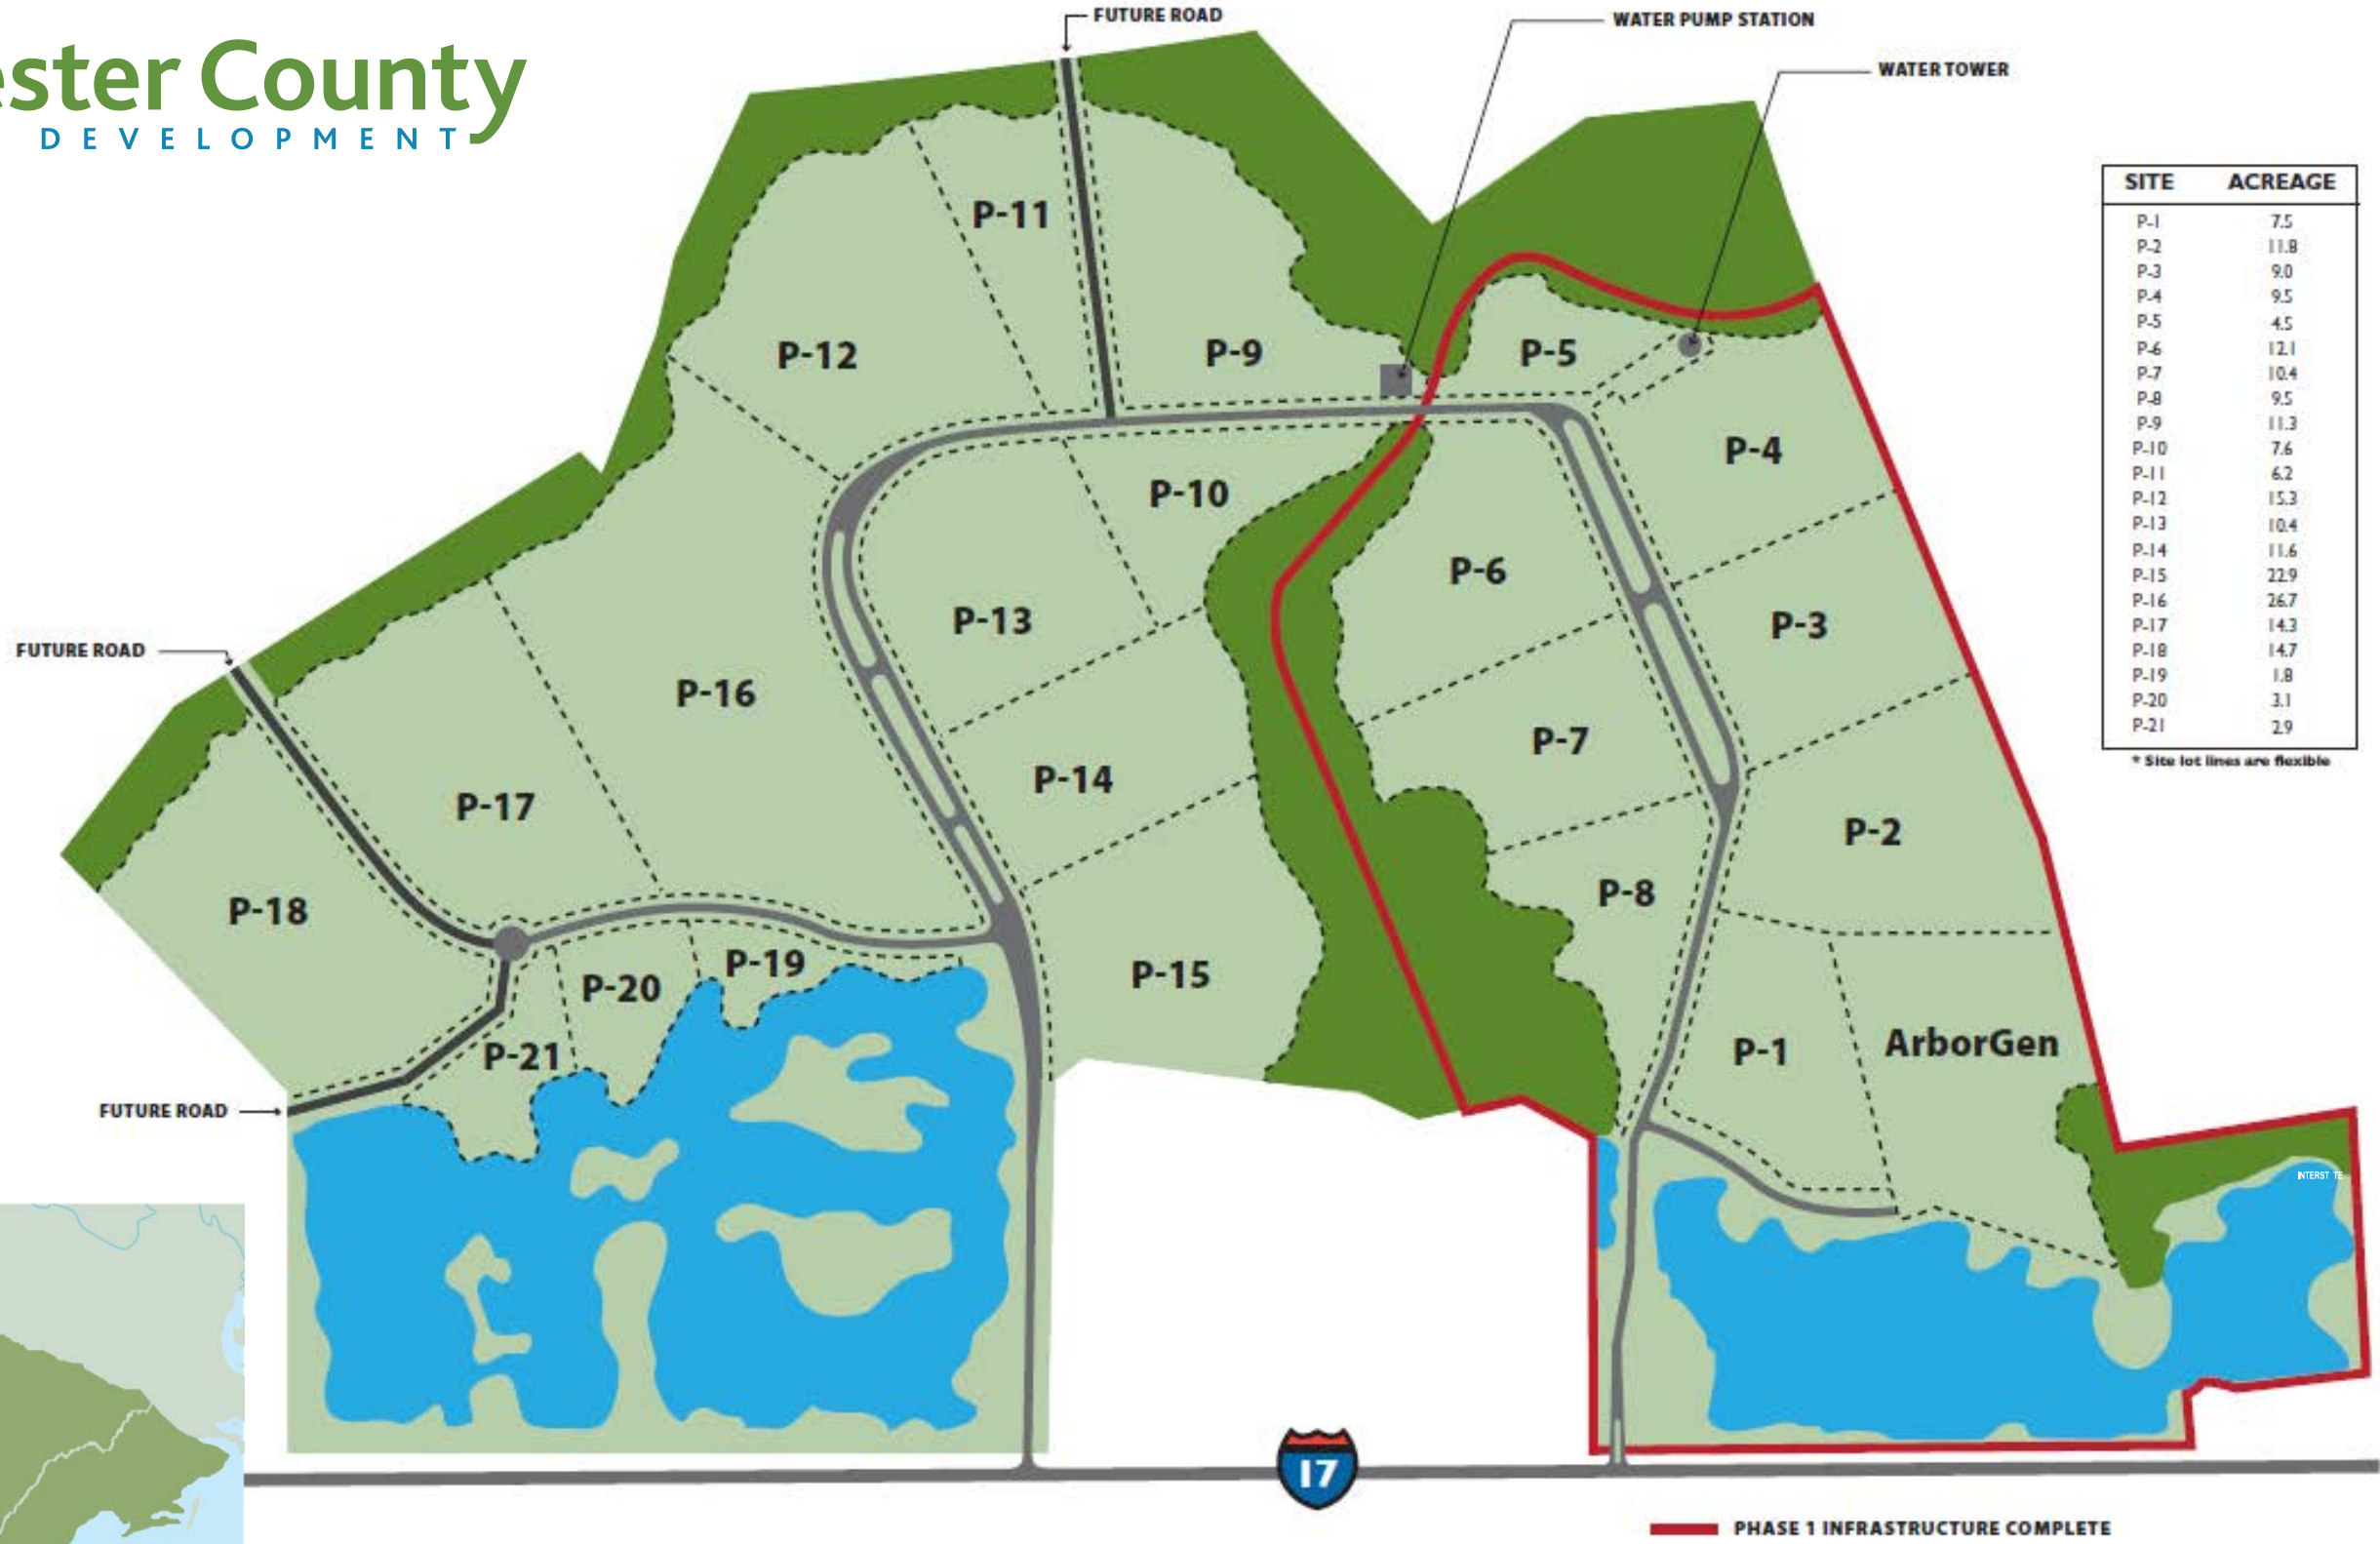 ester County
DEVELOPMENT
FUTURE ROAD
WATER PUMP STATION
WATER TOWER
SITE ACREAGE
P-1 7.5
P-2 11.8
P-3 9.0
P-4 9.5
P-5 4.5
P-6 12.1
P-7 10.4
P-8 9.5
P-9 11.3
P-10 7.6
P-11 6.2
P-12 15.3
P-13 10.4
P-14 11.6
P-15 22.9
P-16 26.7
P-17 14.3
P-18 14.7
P-19 1.8
P-20 3.1
P-21 2.9
* Site lot lines are flexible
P-11
P-12
P-9
P-5
P-4
P-10
P-6
P-13
P-3
FUTURE ROAD
P-16
P-7
P-14
P-17
P-2
P-8
P-18
P-19
P-15
P-20
P-21
P-1
ArborGen
FUTURE ROAD
INTERST TE
17
PHASE 1 INFRASTRUCTURE COMPLETE